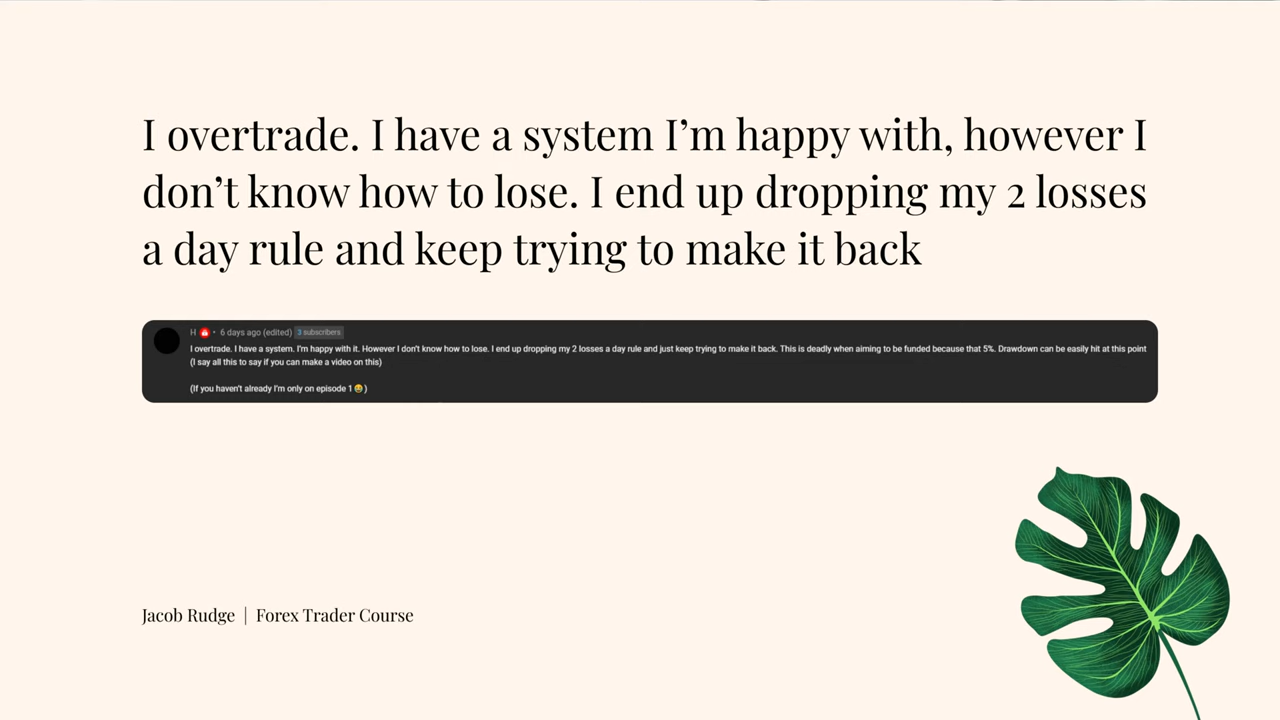 I overtrade. I have a system I’m happy with, however I
don’t know how to lose. I end up dropping my 2 losses
a day rule and keep trying to make it back
H • 6 days ago (edited) 3 subscribers
I overtrade. I have a system. I'm happy with it. However I don't know how to lose. I end up dropping my 2 losses a day rule and just keep trying to make it back. This is deadly when aiming to be funded because that 5%. Drawdown can be easily hit at this point
(I say all this to say if you can make a video on this)
(If you haven't already I'm only on episode 1 😅)
Jacob Rudge | Forex Trader Course